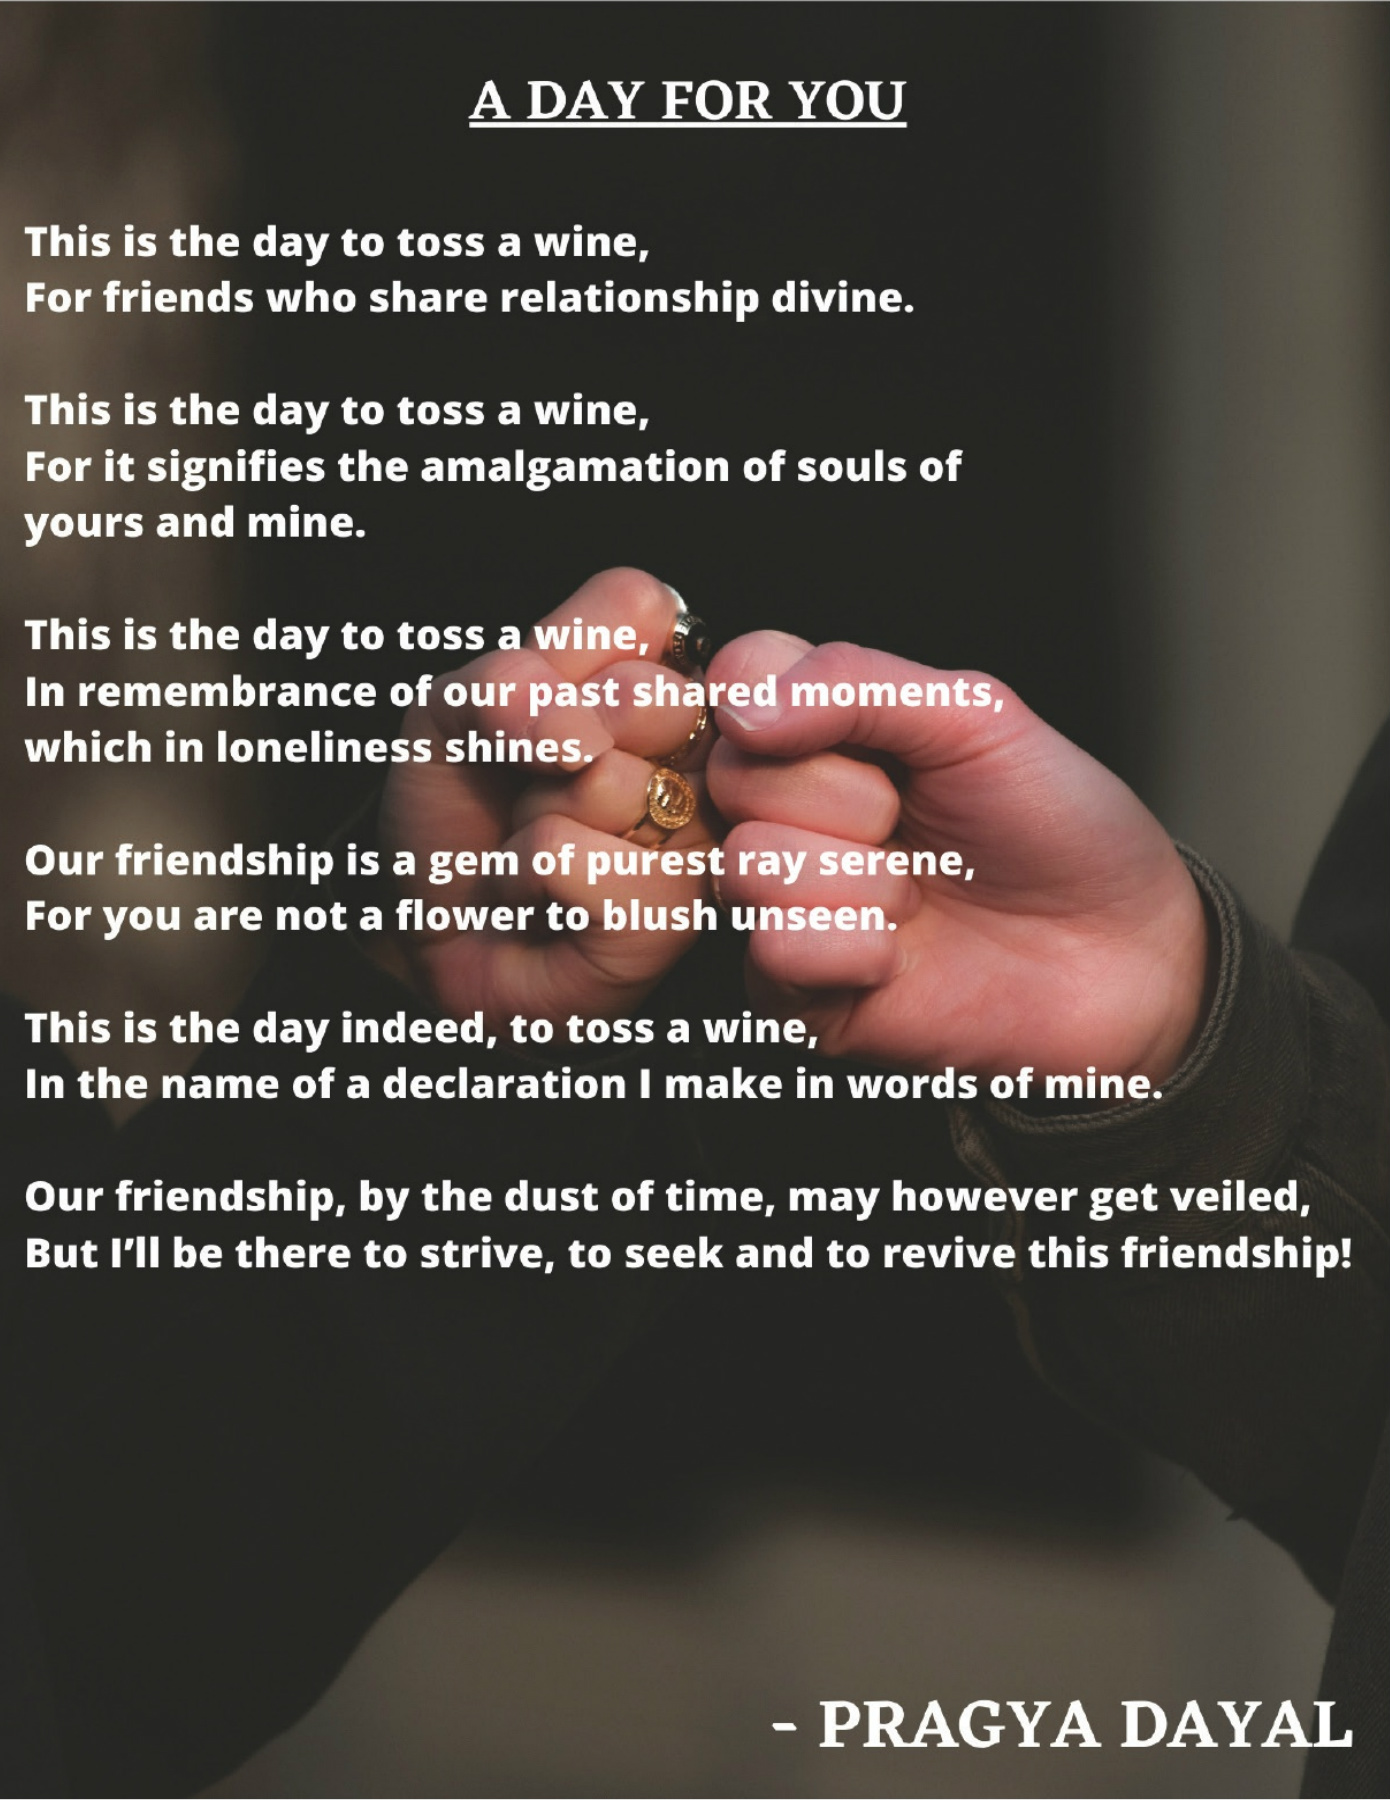 A DAY FOR YOU
This is the day to toss a wine,
For friends who share relationship divine.
This is the day to toss a wine,
For it signifies the amalgamation of souls of
yours and mine.
This is the day to toss a wine,
In remembrance of our past shared moments,
which in loneliness shines.
Our friendship is a gem of purest ray serene,
For you are not a flower to blush unseen.
This is the day indeed, to toss a wine,
In the name of a declaration I make in words of mine.
Our friendship, by the dust of time, may however get veiled,
But I’ll be there to strive, to seek and to revive this friendship!
- PRAGYA DAYAL